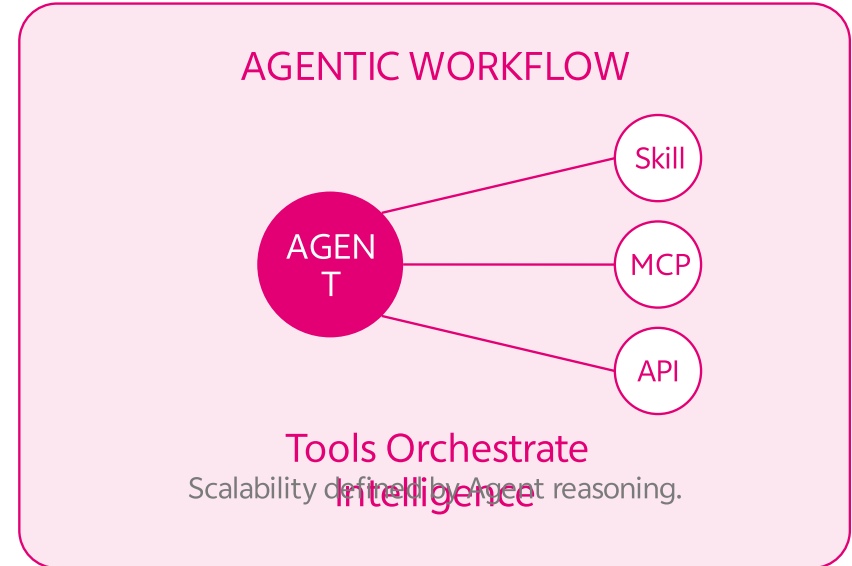 AGENTIC WORKFLOW
Skill
AGEN
T
MCP
API
Tools Orchestrate
Intelligence
Scalability defined by Agent reasoning.